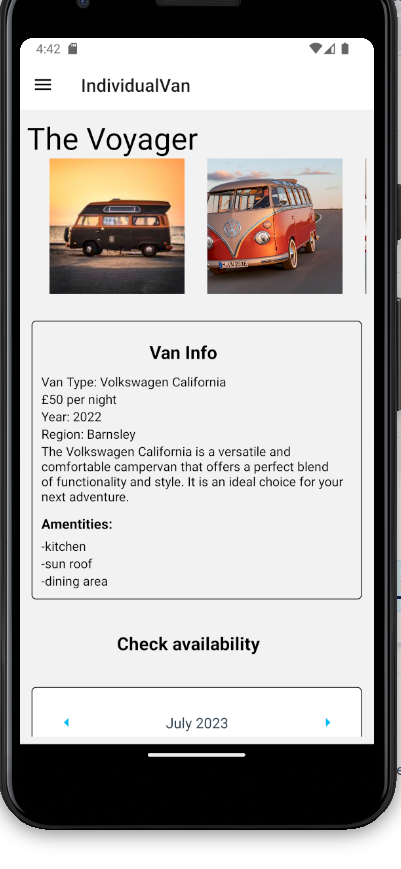 4:42
IndividualVan
The Voyager
Van Info
Van Type: Volkswagen California
£50 per night
Year: 2022
Region: Barnsley
The Volkswagen California is a versatile and
comfortable campervan that offers a perfect blend
of functionality and style. It is an ideal choice for your
next adventure.
Amentities:
-kitchen
-sun roof
-dining area
Check availability
July 2023